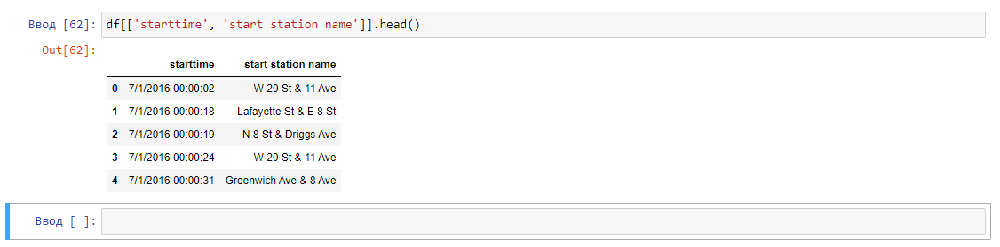 Ввод [62]: df[['starttime', 'start station name']].head()
Out[62]:
starttime start station name
0 7/1/2016 00:00:02 W 20 St & 11 Ave
1 7/1/2016 00:00:18 Lafayette St & E 8 St
2 7/1/2016 00:00:19 N 8 St & Driggs Ave
3 7/1/2016 00:00:24 W 20 St & 11 Ave
4 7/1/2016 00:00:31 Greenwich Ave & 8 Ave
Ввод [ ]: